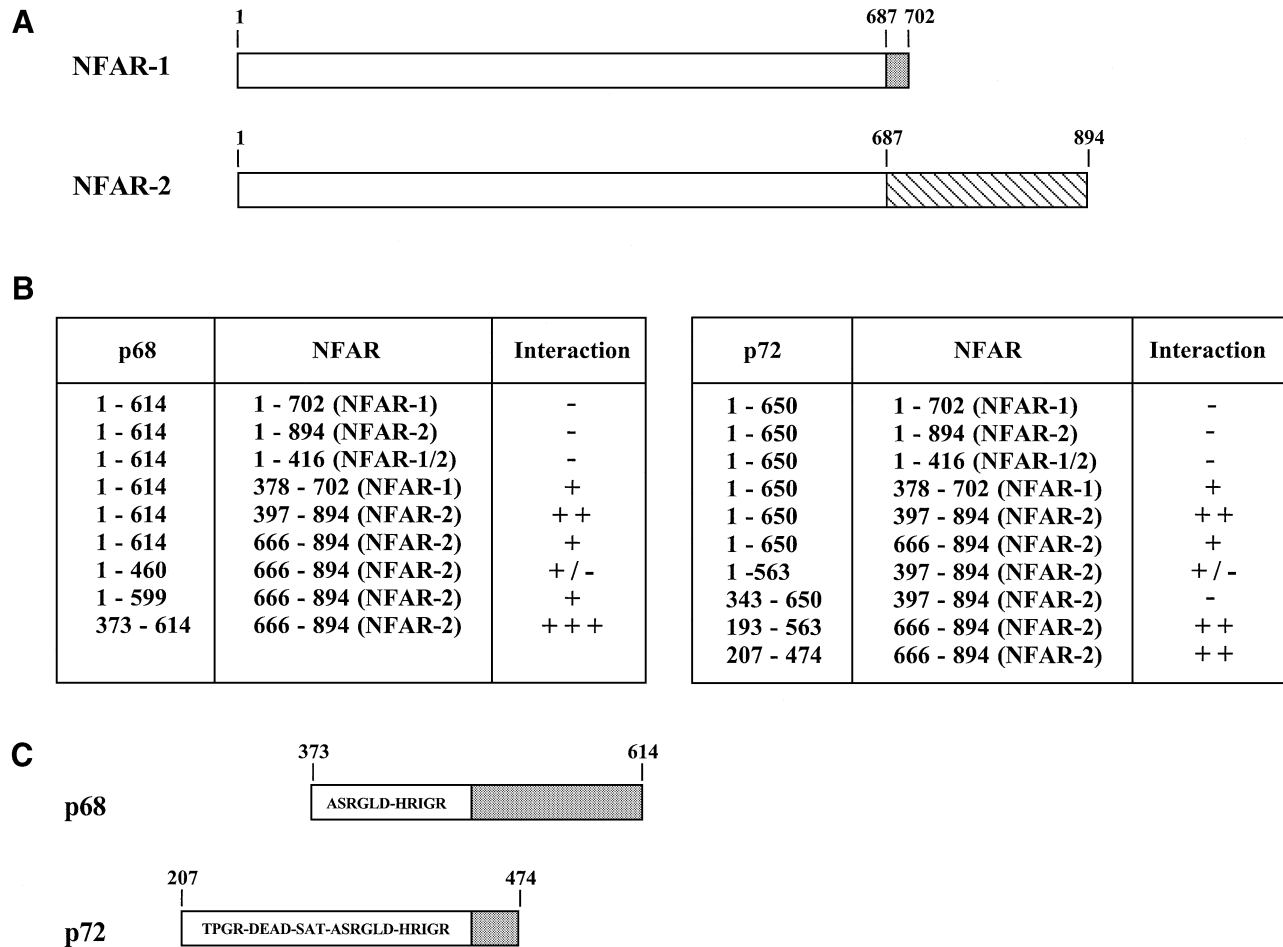 A
1 687 702
NFAR-1
1 687 894
NFAR-2
B
p68 NFAR Interaction
1 - 614 1 - 702 (NFAR-1) -
1 - 614 1 - 894 (NFAR-2) -
1 - 614 1 - 416 (NFAR-1/2) -
1 - 614 378 - 702 (NFAR-1) +
1 - 614 397 - 894 (NFAR-2) + +
1 - 614 666 - 894 (NFAR-2) +
1 - 460 666 - 894 (NFAR-2) + / -
1 - 599 666 - 894 (NFAR-2) +
373 - 614 666 - 894 (NFAR-2) + + +
p72 NFAR Interaction
1 - 650 1 - 702 (NFAR-1) -
1 - 650 1 - 894 (NFAR-2) -
1 - 650 1 - 416 (NFAR-1/2) -
1 - 650 378 - 702 (NFAR-1) +
1 - 650 397 - 894 (NFAR-2) + +
1 - 650 666 - 894 (NFAR-2) +
1 -563 397 - 894 (NFAR-2) + / -
343 - 650 397 - 894 (NFAR-2) -
193 - 563 666 - 894 (NFAR-2) + +
207 - 474 666 - 894 (NFAR-2) + +
C
373 614
p68 ASRGLD-HRIGR
207 474
p72 TPGR-DEAD-SAT-ASRGLD-HRIGR